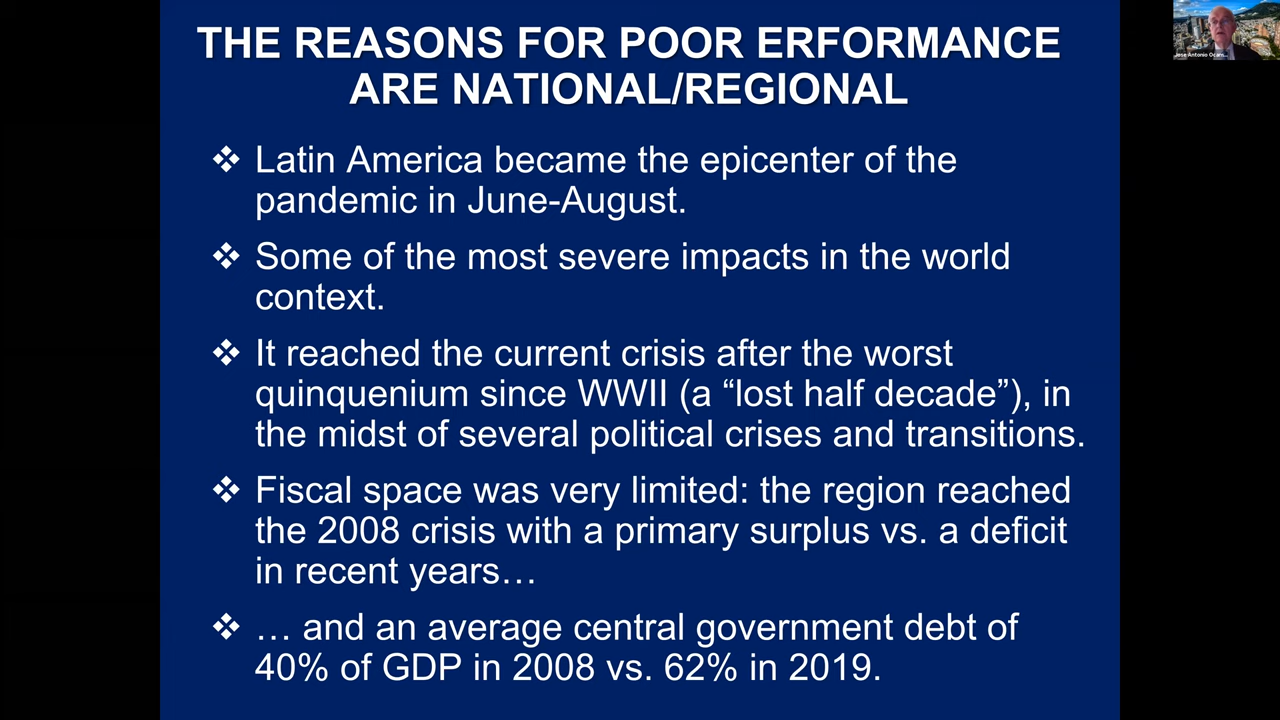 THE REASONS FOR POOR ERFORMANCE
ARE NATIONAL/REGIONAL
❖ Latin America became the epicenter of the
pandemic in June-August.
❖ Some of the most severe impacts in the world
context.
❖ It reached the current crisis after the worst
quinquenium since WWII (a “lost half decade”), in
the midst of several political crises and transitions.
❖ Fiscal space was very limited: the region reached
the 2008 crisis with a primary surplus vs. a deficit
in recent years…
❖ … and an average central government debt of
40% of GDP in 2008 vs. 62% in 2019.
Jose Antonio